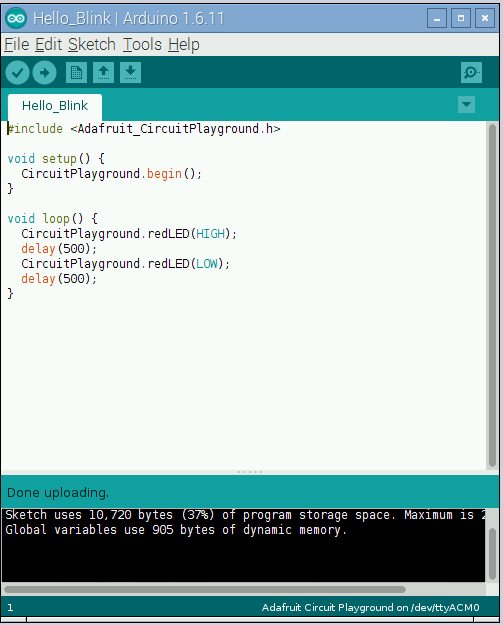 Hello_Blink | Arduino 1.6.11
File Edit Sketch Tools Help
Hello_Blink
#include <Adafruit_CircuitPlayground.h>
void setup() {
  CircuitPlayground.begin();
}
void loop() {
  CircuitPlayground.redLED(HIGH);
  delay(500);
  CircuitPlayground.redLED(LOW);
  delay(500);
}
Done uploading.
Sketch uses 10,720 bytes (37%) of program storage space. Maximum is
Global variables use 905 bytes of dynamic memory.
1 Adafruit Circuit Playground on /dev/ttyACM0